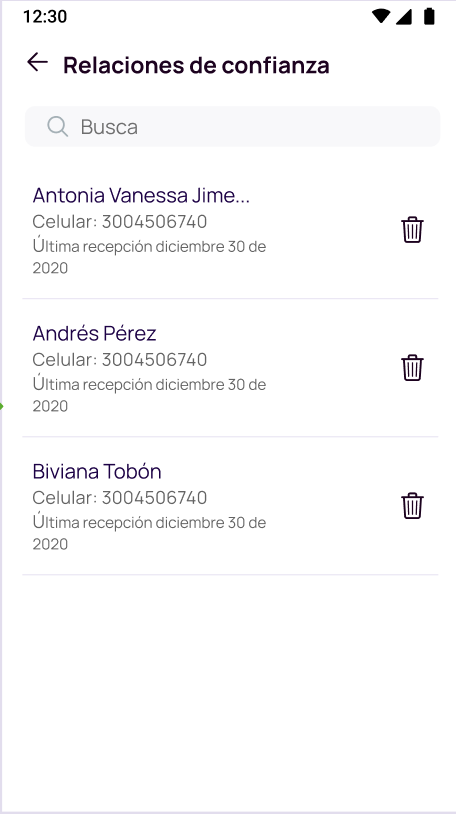 12:30
Relaciones de confianza
Busca
Antonia Vanessa Jime...
Celular: 3004506740
Última recepción diciembre 30 de
2020
Andrés Pérez
Celular: 3004506740
Última recepción diciembre 30 de
2020
Biviana Tobón
Celular: 3004506740
Última recepción diciembre 30 de
2020